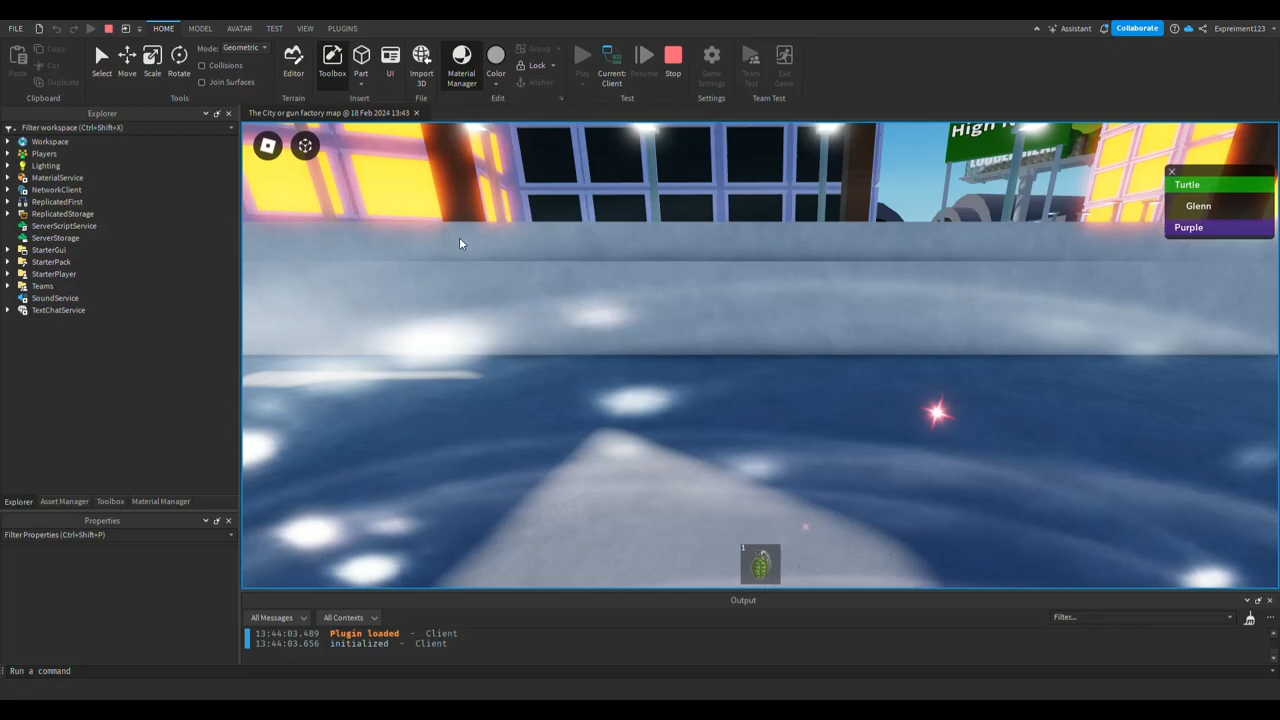 FILE
HOME
MODEL
AVATAR
TEST
VIEW
PLUGINS
Assistant
Collaborate
Expreiment123
Paste
Copy
Cut
Duplicate
Clipboard
Select
Move
Scale
Rotate
Mode: Geometric
Collisions
Join Surfaces
Tools
Editor
Terrain
Toolbox
Part
UI
Insert
Import
3D
File
Material
Manager
Color
Group
Lock
Anchor
Edit
Play
Current:
Client
Resume
Stop
Test
Game
Settings
Settings
Team
Test
Exit
Game
Team Test
Explorer
Filter workspace (Ctrl+Shift+X)
Workspace
Players
Lighting
MaterialService
NetworkClient
ReplicatedFirst
ReplicatedStorage
ServerScriptService
ServerStorage
StarterGui
StarterPack
StarterPlayer
Teams
SoundService
TextChatService
Explorer
Asset Manager
Toolbox
Material Manager
Properties
Filter Properties (Ctrl+Shift+P)
The City or gun factory map @ 18 Feb 2024 13:43
Turtle
Glenn
Purple
1
Output
All Messages
All Contexts
Filter...
13:44:03.489 Plugin loaded - Client
13:44:03.656 initialized - Client
Run a command